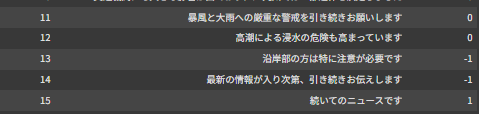 11 暴風と大雨への厳重な警戒を引き続きお願いします 0
12 高潮による浸水の危険も高まっています 0
13 沿岸部の方は特に注意が必要です -1
14 最新の情報が入り次第、引き続きお伝えします -1
15 続いてのニュースです 1